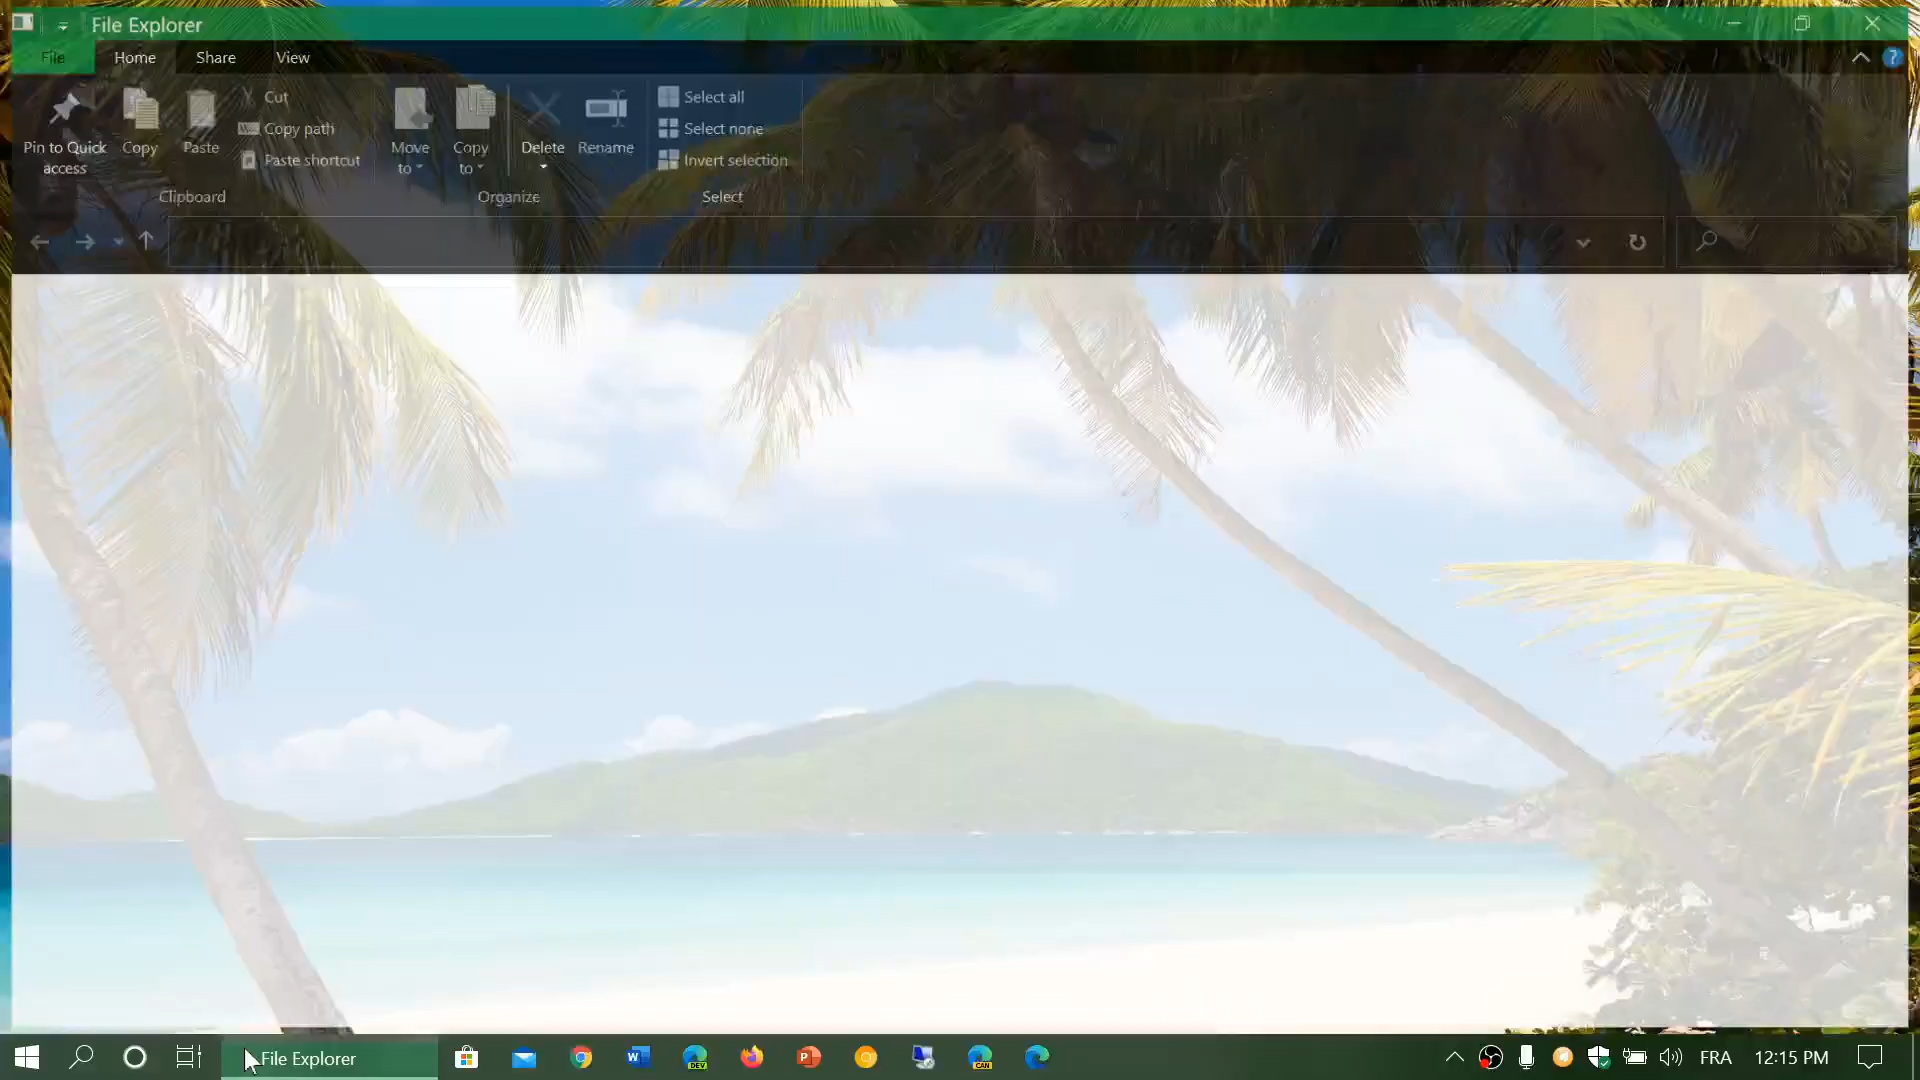 File Explorer
File Home Share View
Pin to Quick access
Copy
Paste
Cut
Copy path
Paste shortcut
Clipboard
Move to
Copy to
Delete
Rename
Organize
Select all
Select none
Invert selection
Select
File Explorer
W
DEV
P
CAN
FRA
12:15 PM